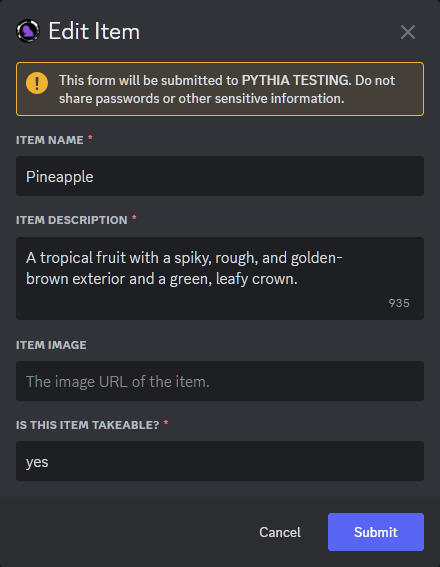 Edit Item
This form will be submitted to PYTHIA TESTING. Do not
share passwords or other sensitive information.
ITEM NAME *
Pineapple
ITEM DESCRIPTION *
A tropical fruit with a spiky, rough, and golden-
brown exterior and a green, leafy crown.
935
ITEM IMAGE
The image URL of the item.
IS THIS ITEM TAKEABLE? *
yes
Cancel
Submit